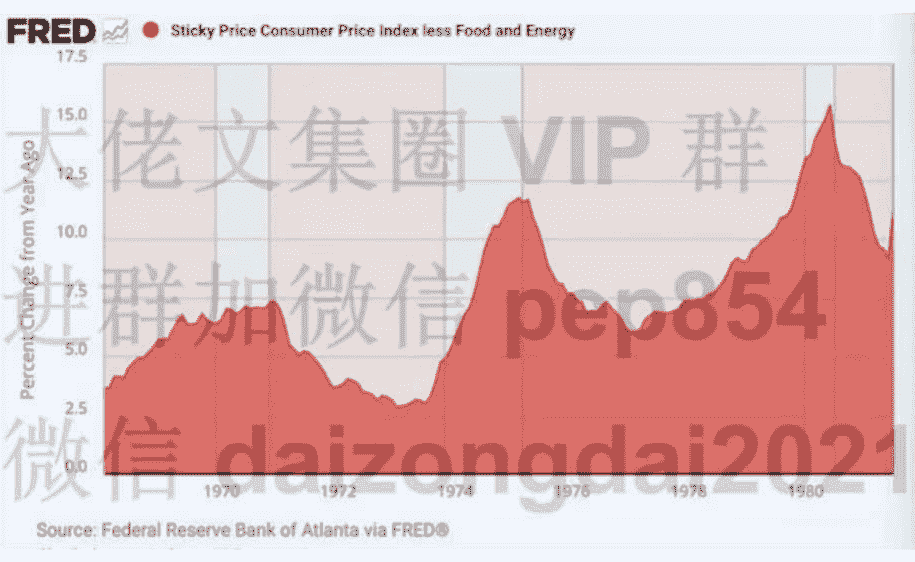 FRED Sticky Price Consumer Price Index less Food and Energy
17.5
15.0
12.5
10.0
7.5
5.0
2.5
0.0
Percent Change from Year Ago
大佬文集圈 VIP 群
进群加微信 pep854
微信 daizongdai2021
1970 1972 1974 1976 1978 1980
Source: Federal Reserve Bank of Atlanta via FRED®